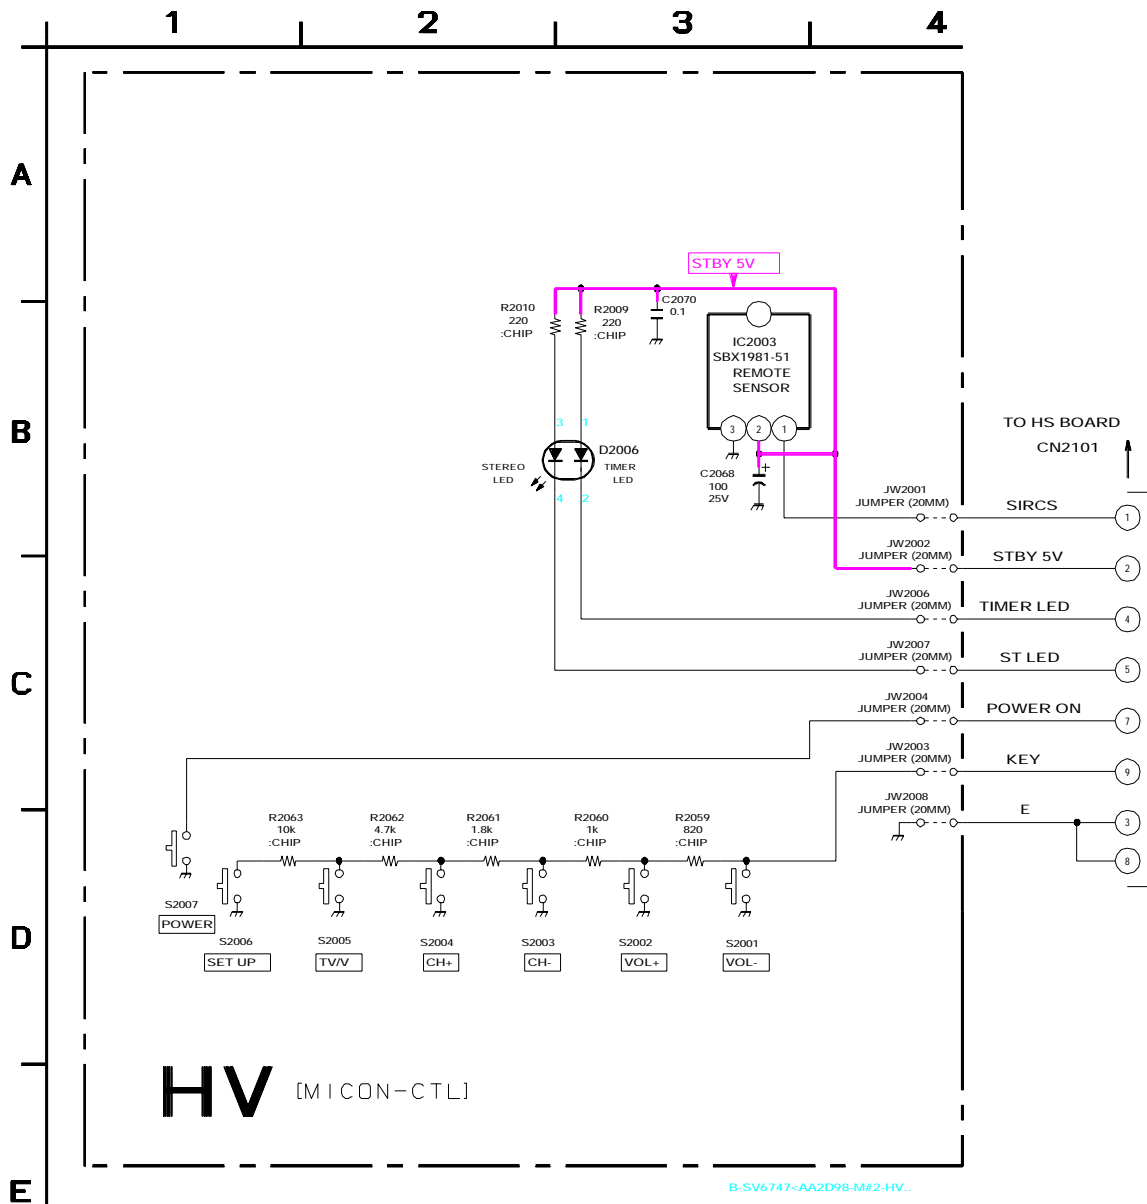 1 2 3 4
A
STBY 5V
R2010
220
:CHIP
R2009
220
:CHIP
C2070
0.1
IC2003
SBX1981-51
REMOTE
SENSOR
3 2 1
B
3 1
D2006
STEREO
LED
TIMER
LED
4 2
C2068
100
25V
+
TO HS BOARD
CN2101
JW2001
JUMPER (20MM)
SIRCS
1
JW2002
JUMPER (20MM)
STBY 5V
2
JW2006
JUMPER (20MM)
TIMER LED
4
C
JW2007
JUMPER (20MM)
ST LED
5
JW2004
JUMPER (20MM)
POWER ON
7
JW2003
JUMPER (20MM)
KEY
9
JW2008
JUMPER (20MM)
E
3
8
R2063
10k
:CHIP
R2062
4.7k
:CHIP
R2061
1.8k
:CHIP
R2060
1k
:CHIP
R2059
820
:CHIP
D
S2007
POWER
S2006
SET UP
S2005
TV/V
S2004
CH+
S2003
CH-
S2002
VOL+
S2001
VOL-
HV [MICON-CTL]
E
B-SV6747<AA2D98-M#2-HV..